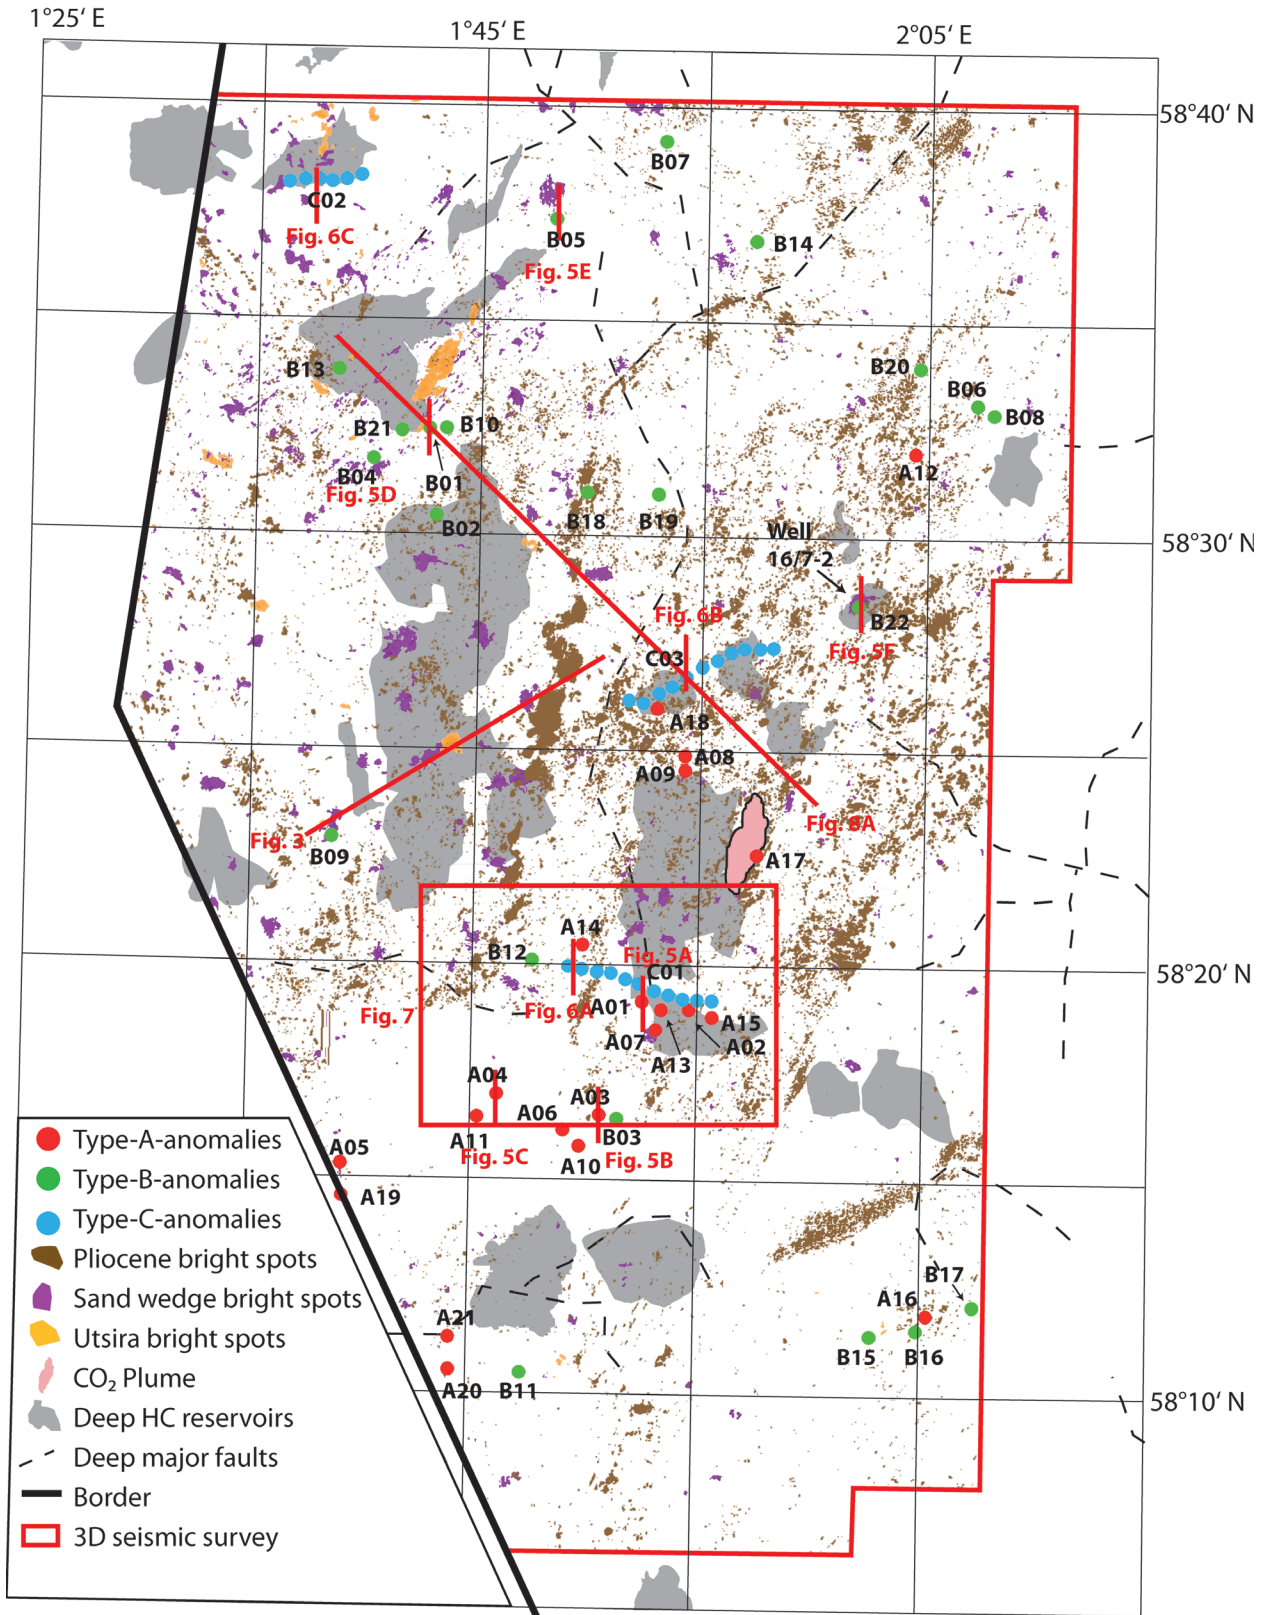 1°25′ E
1°45′ E
2°05′ E
58°40′ N
B07
C02
Fig. 6C
B05
B14
Fig. 5E
B13
B20
B06
B08
B21
B10
B01
B04
Fig. 5D
A12
B02
B18
B19
Well
16/7-2
58°30′ N
Fig. 6B
B22
Fig. 5F
C03
A18
A08
A09
Fig. 8A
Fig. 3
B09
A17
A14
B12
Fig. 5A
C01
58°20′ N
Fig. 7
Fig. 6A
A01
A15
A07
A02
A13
A04
A03
A06
A11
B03
Fig. 5C
A10
Fig. 5B
A05
A19
B17
A16
A21
B15
B16
A20
B11
58°10′ N
Type-A-anomalies
Type-B-anomalies
Type-C-anomalies
Pliocene bright spots
Sand wedge bright spots
Utsira bright spots
CO₂ Plume
Deep HC reservoirs
Deep major faults
Border
3D seismic survey